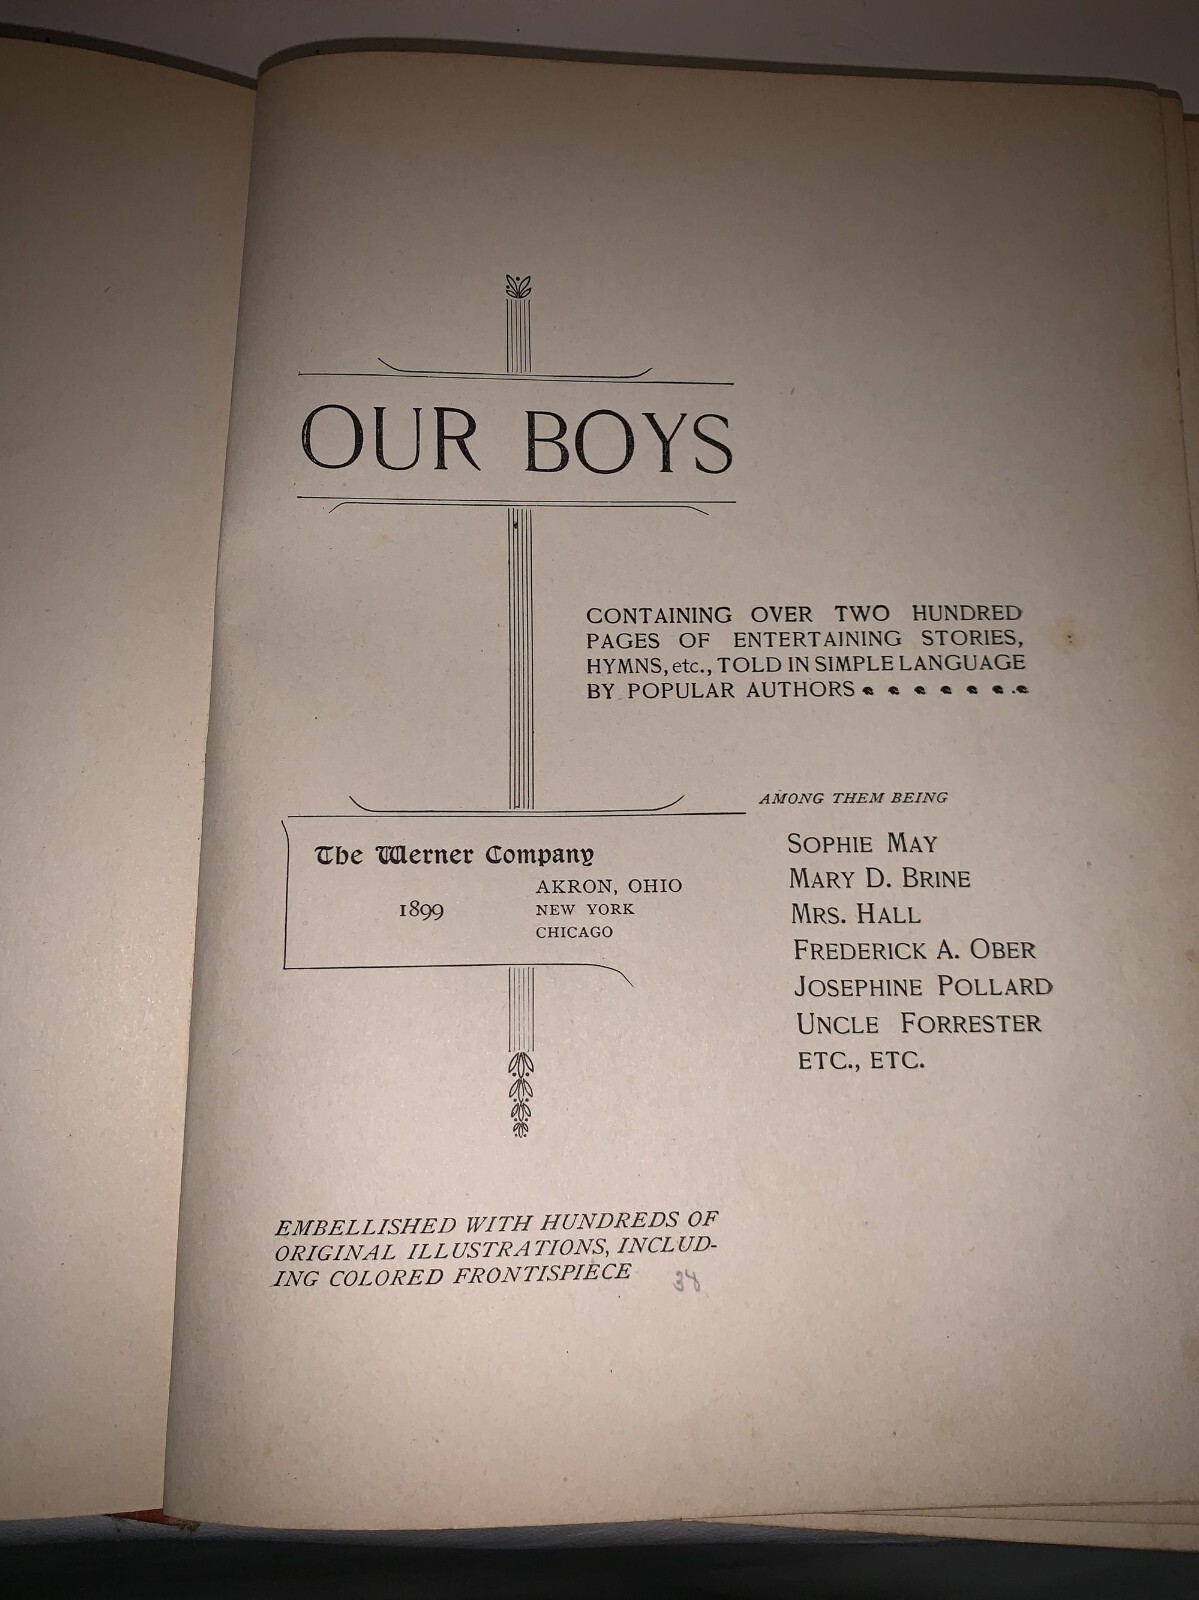 OUR BOYS
CONTAINING OVER TWO HUNDRED
PAGES OF ENTERTAINING STORIES,
HYMNS, etc., TOLD IN SIMPLE LANGUAGE
BY POPULAR AUTHORS
AMONG THEM BEING
SOPHIE MAY
MARY D. BRINE
MRS. HALL
FREDERICK A. OBER
JOSEPHINE POLLARD
UNCLE FORRESTER
ETC., ETC.
The Werner Company
AKRON, OHIO
1899 NEW YORK
CHICAGO
EMBELLISHED WITH HUNDREDS OF
ORIGINAL ILLUSTRATIONS, INCLUD-
ING COLORED FRONTISPIECE